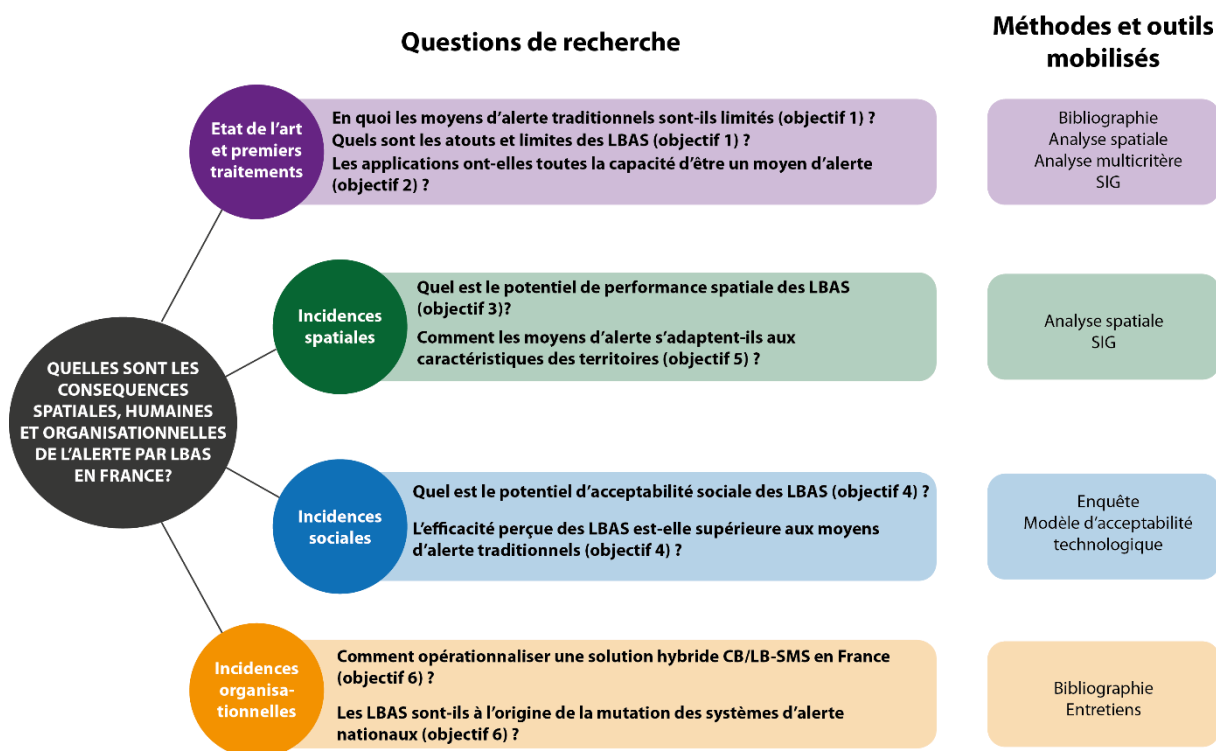 Questions de recherche
Méthodes et outils
mobilisés
QUELLES SONT LES
CONSEQUENCES
SPATIALES, HUMAINES
ET ORGANISATIONNELLES
DE L'ALERTE PAR LBAS
EN FRANCE?
Etat de l'art
et premiers
traitements
En quoi les moyens d'alerte traditionnels sont-ils limités (objectif 1) ?
Quels sont les atouts et limites des LBAS (objectif 1) ?
Les applications ont-elles toutes la capacité d'être un moyen d'alerte
(objectif 2) ?
Bibliographie
Analyse spatiale
Analyse multicritère
SIG
Incidences
spatiales
Quel est le potentiel de performance spatiale des LBAS
(objectif 3)?
Comment les moyens d'alerte s'adaptent-ils aux
caractéristiques des territoires (objectif 5) ?
Analyse spatiale
SIG
Incidences
sociales
Quel est le potentiel d'acceptabilité sociale des LBAS (objectif 4) ?
L'efficacité perçue des LBAS est-elle supérieure aux moyens
d'alerte traditionnels (objectif 4) ?
Enquête
Modèle d'acceptabilité
technologique
Incidences
organisa-
tionnelles
Comment opérationnaliser une solution hybride CB/LB-SMS en France
(objectif 6) ?
Les LBAS sont-ils à l'origine de la mutation des systèmes d'alerte
nationaux (objectif 6) ?
Bibliographie
Entretiens